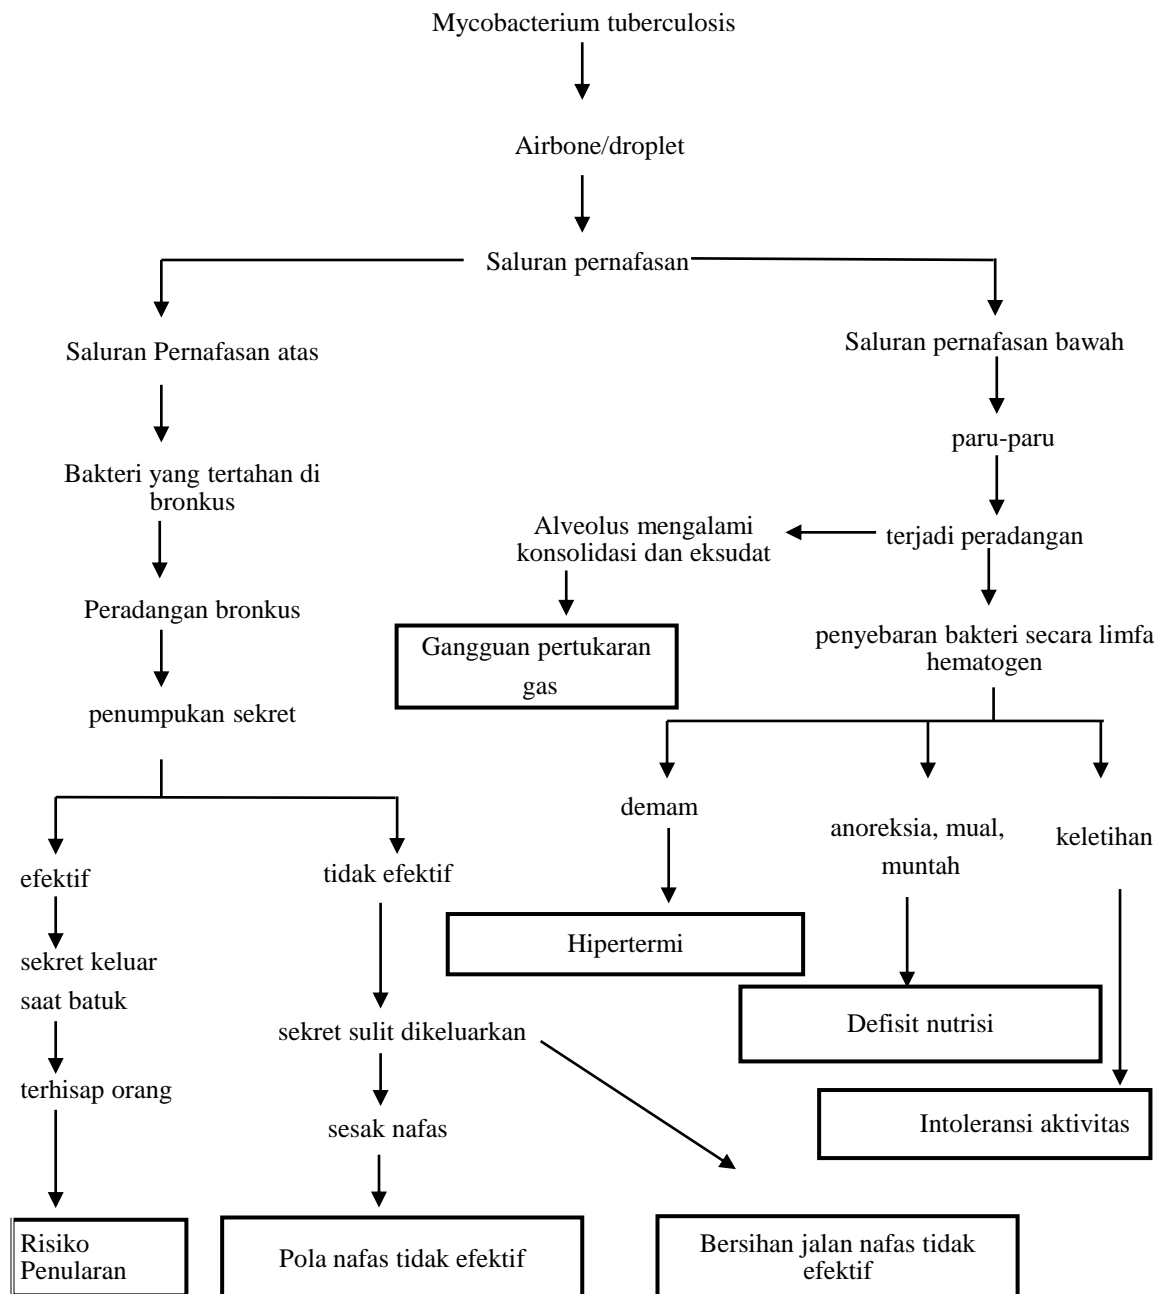 Mycobacterium tuberculosis
Airbone/droplet
Saluran pernafasan
Saluran Pernafasan atas
Saluran pernafasan bawah
Bakteri yang tertahan di
bronkus
paru-paru
Alveolus mengalami
konsolidasi dan eksudat
terjadi peradangan
Peradangan bronkus
Gangguan pertukaran
gas
penyebaran bakteri secara limfa
hematogen
penumpukan sekret
demam
anoreksia, mual,
muntah
keletihan
efektif
tidak efektif
Hipertermi
sekret keluar
saat batuk
Defisit nutrisi
sekret sulit dikeluarkan
terhisap orang
sesak nafas
Intoleransi aktivitas
Risiko
Penularan
Pola nafas tidak efektif
Bersihan jalan nafas tidak
efektif